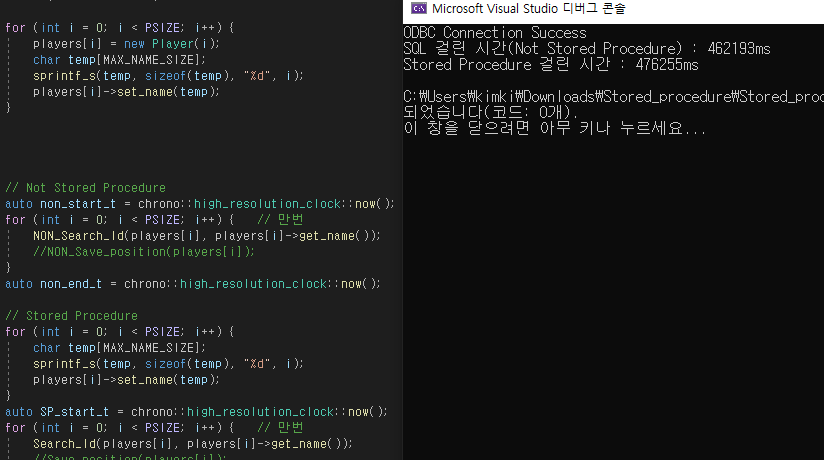 for (int i = 0; i < PSIZE; i++) {
players[i] = new Player(i);
char temp[MAX_NAME_SIZE];
sprintf_s(temp, sizeof(temp), "%d", i);
players[i]->set_name(temp);
}
// Not Stored Procedure
auto non_start_t = chrono::high_resolution_clock::now();
for (int i = 0; i < PSIZE; i++) {   // 만번
NON_Search_Id(players[i], players[i]->get_name());
//NON_Save_position(players[i]);
}
auto non_end_t = chrono::high_resolution_clock::now();
// Stored Procedure
for (int i = 0; i < PSIZE; i++) {
char temp[MAX_NAME_SIZE];
sprintf_s(temp, sizeof(temp), "%d", i);
players[i]->set_name(temp);
}
auto SP_start_t = chrono::high_resolution_clock::now();
for (int i = 0; i < PSIZE; i++) {   // 만번
Search_Id(players[i], players[i]->get_name());
//Save_position(players[i]);
Microsoft Visual Studio 디버그 콘솔
ODBC Connection Success
SQL 걸린 시간(Not Stored Procedure) : 462193ms
Stored Procedure 걸린 시간 : 476255ms
C:₩Users₩kimki₩Downloads₩Stored_procedure₩Stored_proc
되었습니다(코드: 0개).
이 창을 닫으려면 아무 키나 누르세요...